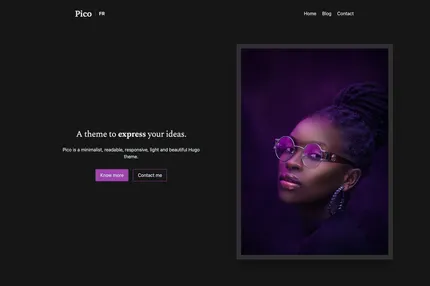 Pico FR Home Blog Contact
A theme to express your ideas.
Pico is a minimalist, readable, responsive, light and beautiful Hugo
theme.
Know more Contact me